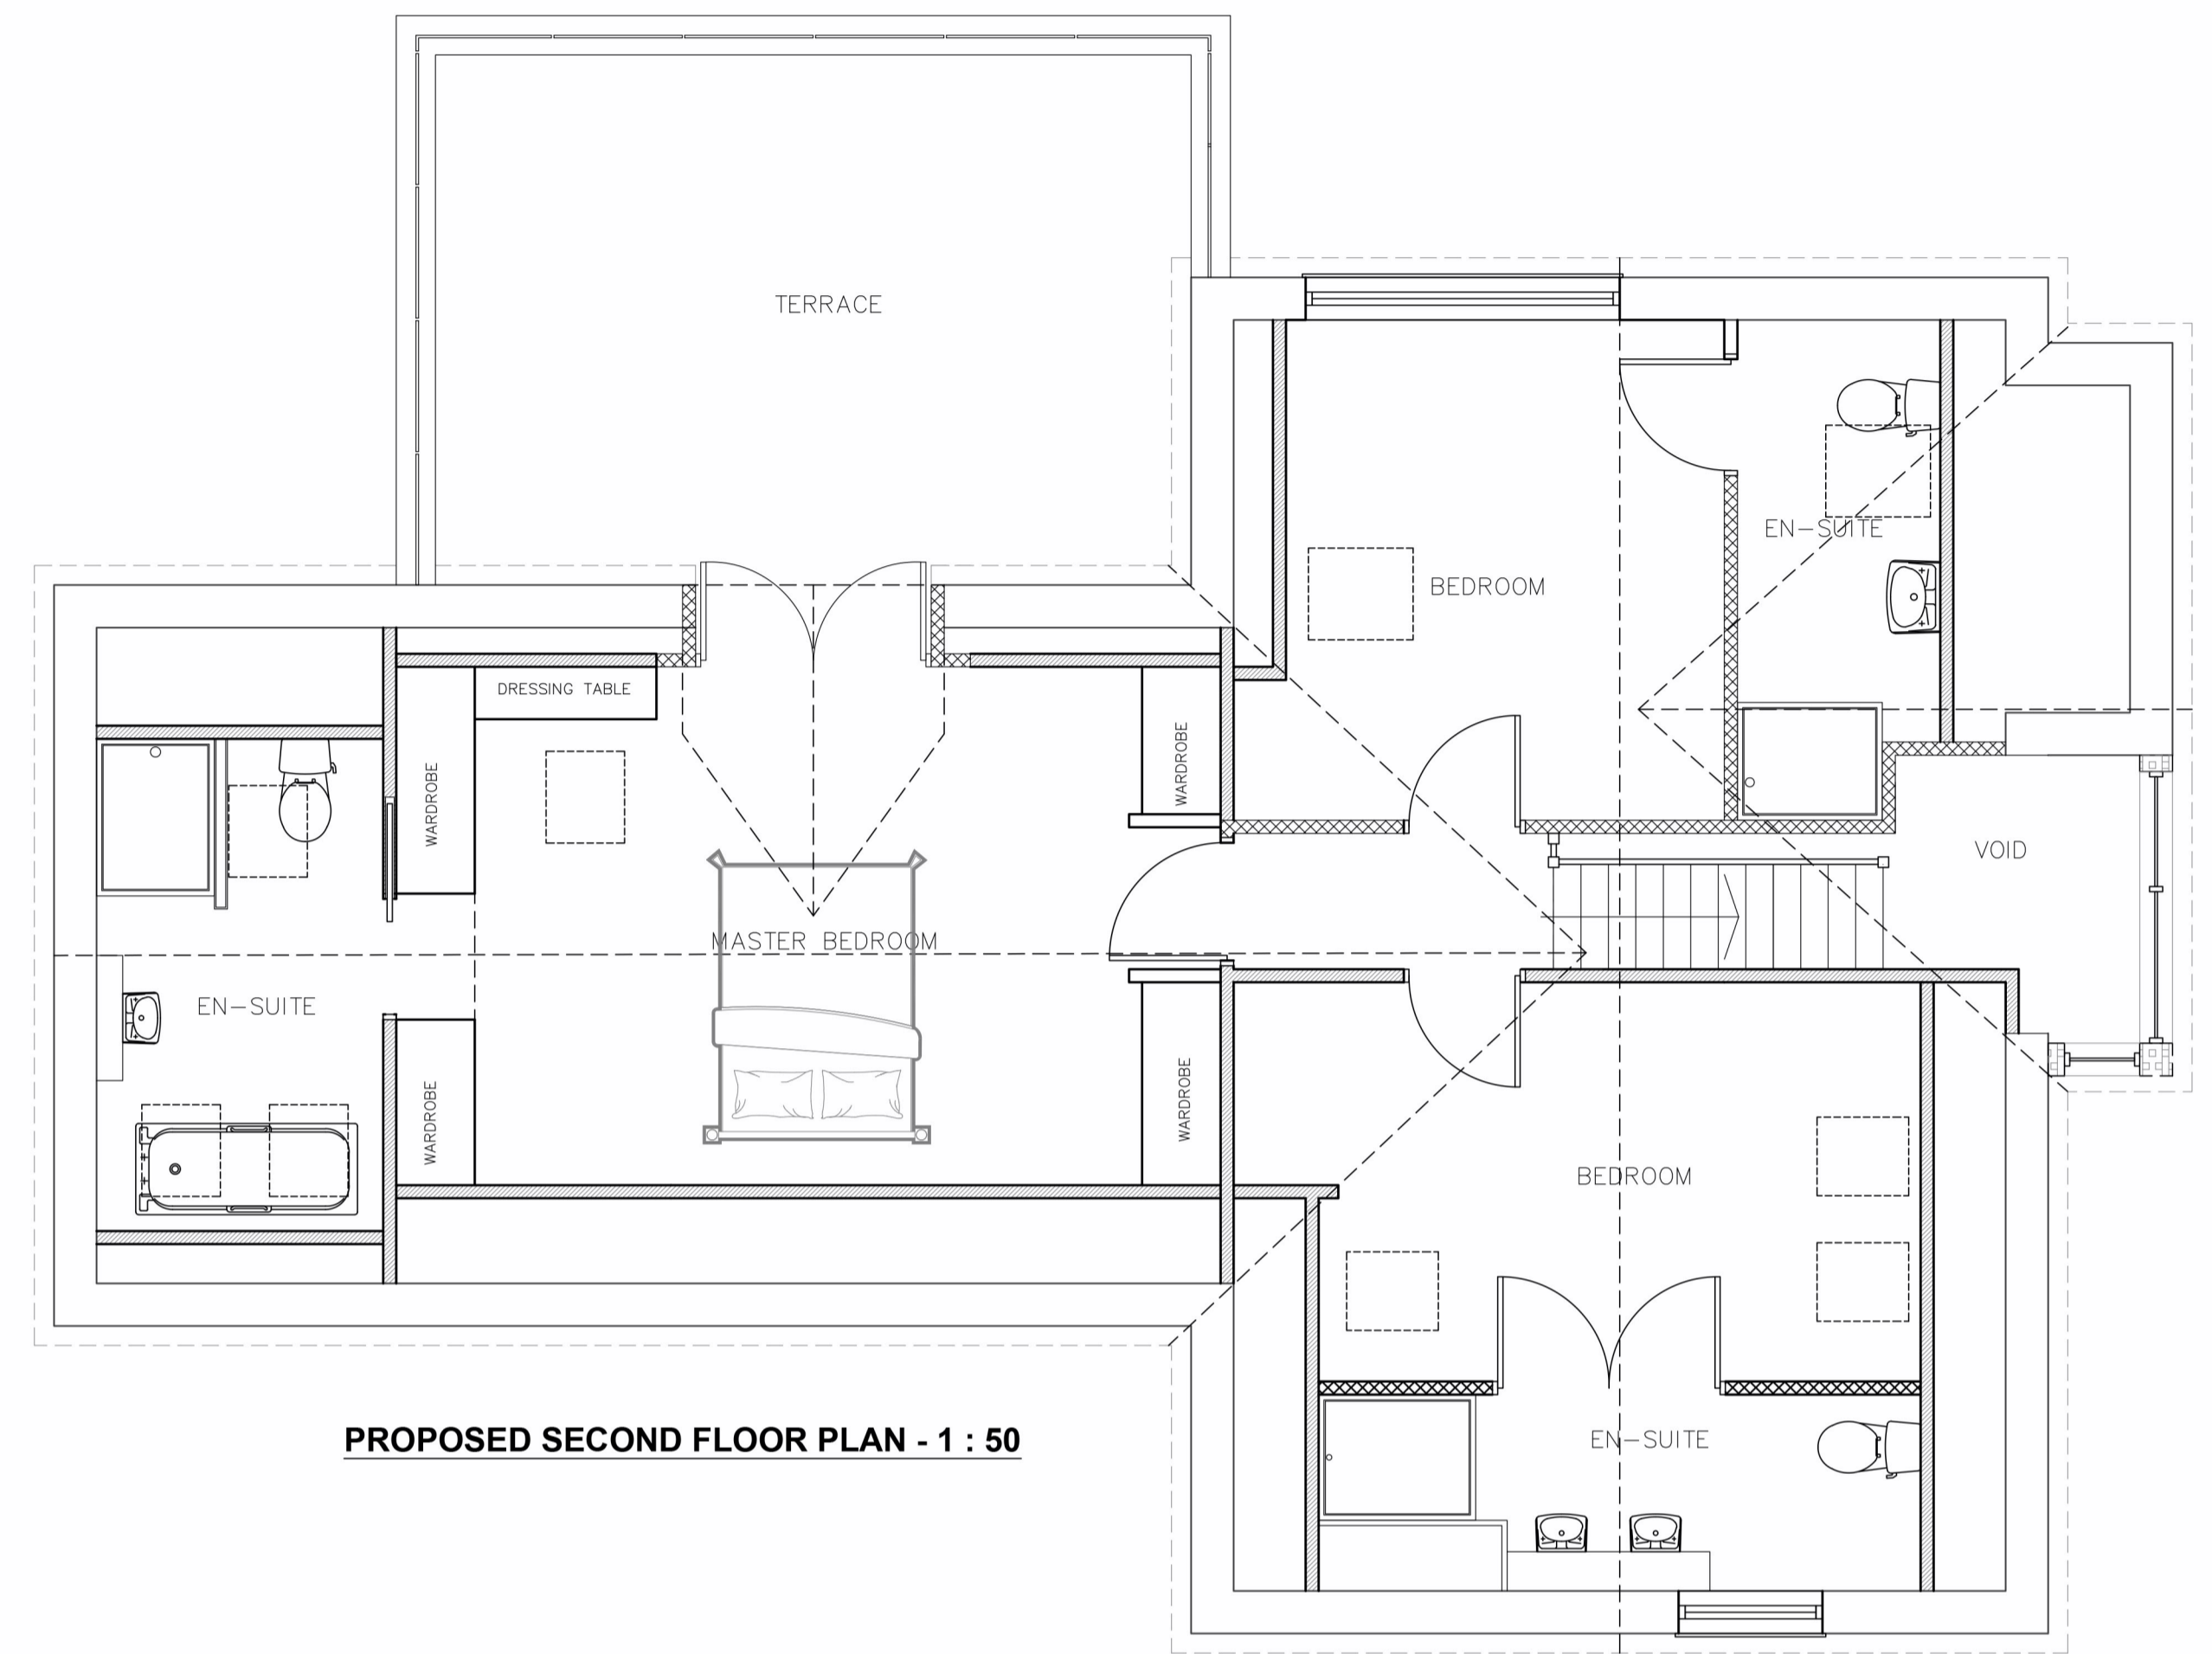 TERRACE
EN-SUITE
BEDROOM
DRESSING TABLE
WARDROBE
WARDROBE
VOID
MASTER BEDROOM
EN-SUITE
WARDROBE
WARDROBE
BEDROOM
EN-SUITE
PROPOSED SECOND FLOOR PLAN - 1 : 50